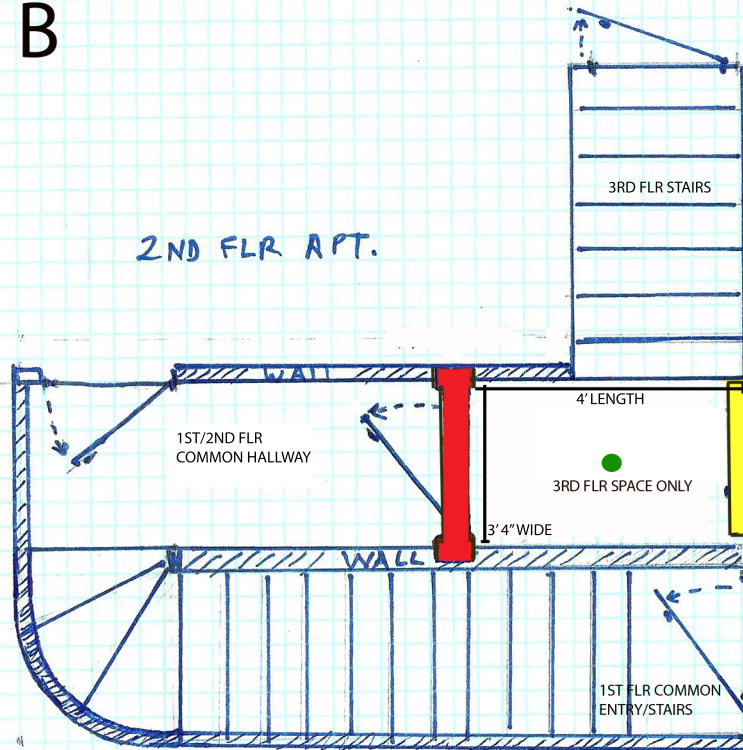 B
3RD FLR STAIRS
2ND FLR APT.
WALL
4' LENGTH
1ST/2ND FLR
COMMON HALLWAY
3RD FLR SPACE ONLY
3' 4" WIDE
WALL
1ST FLR COMMON
ENTRY/STAIRS